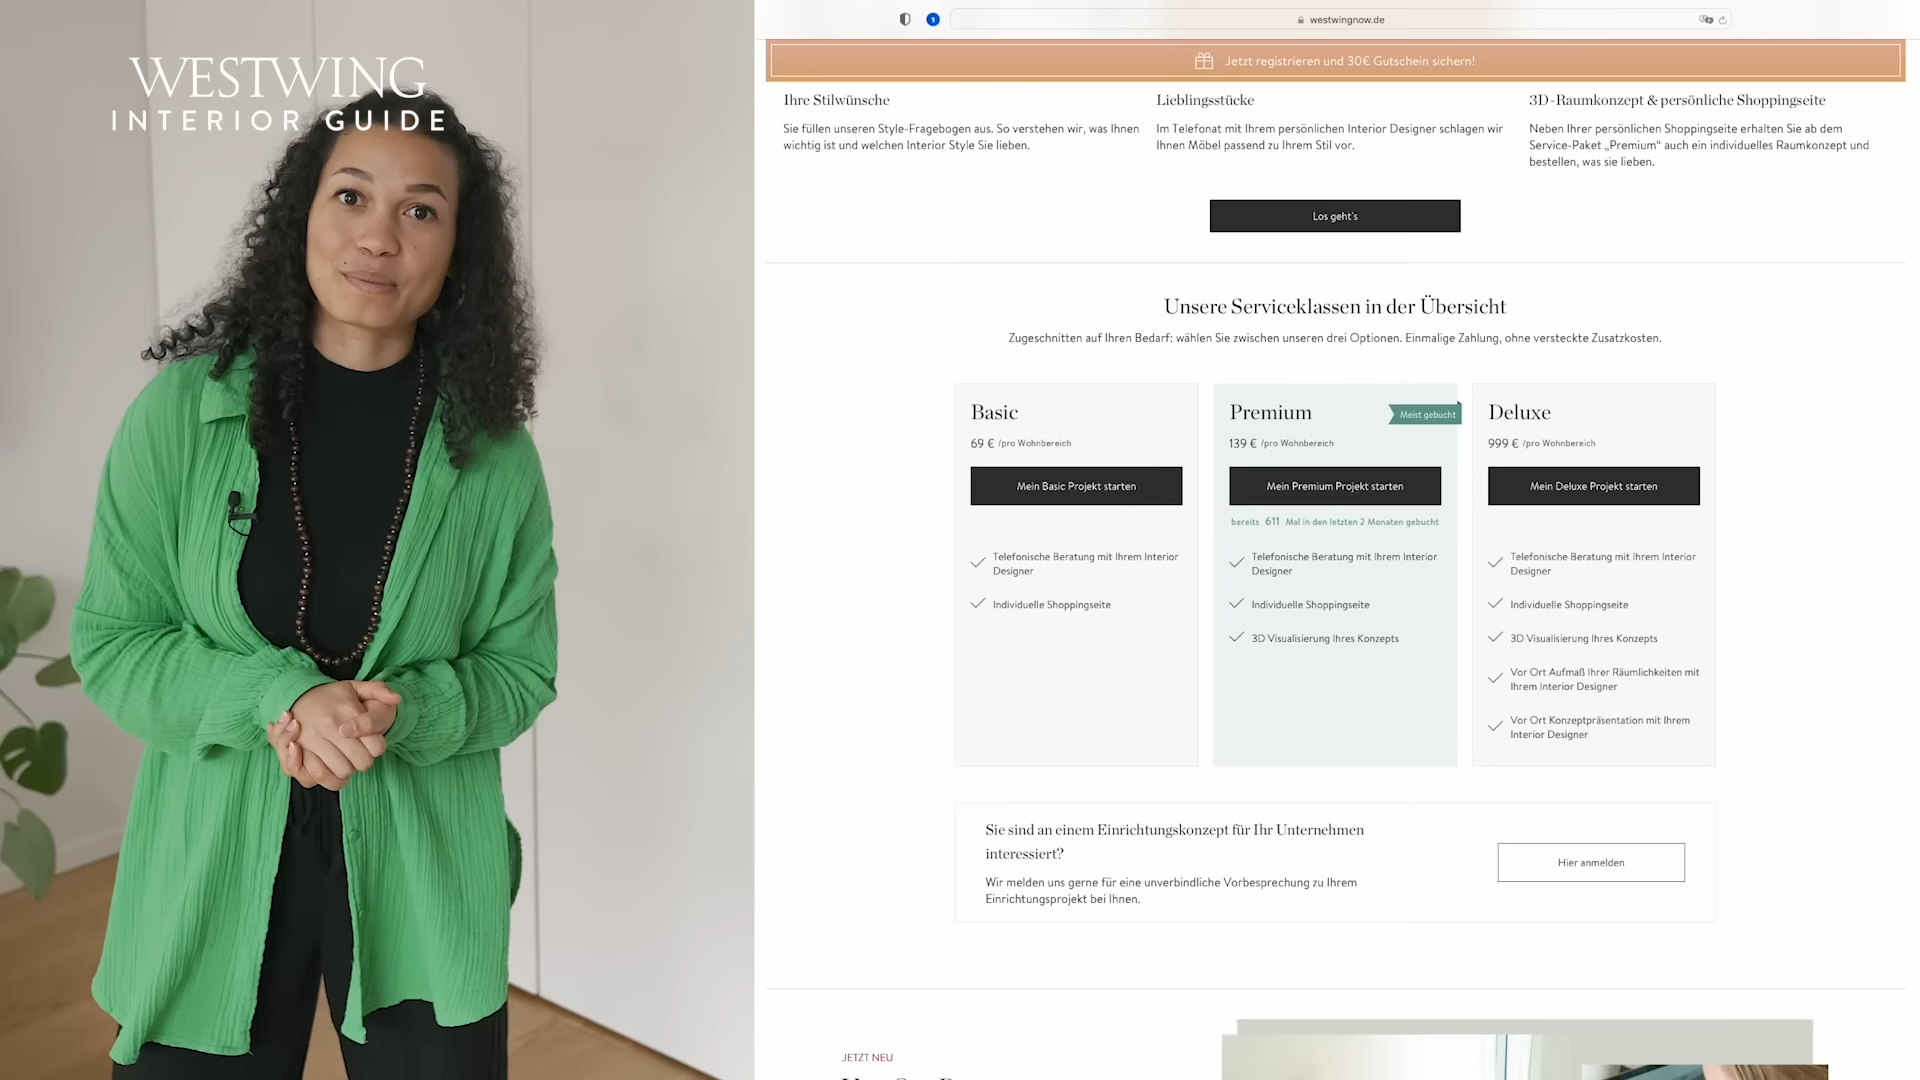 WESTWING
INTERIOR GUIDE
westwingnow.de
Jetzt registrieren und 30€ Gutschein sichern!
Ihre Stilwünsche
Sie füllen unseren Style-Fragebogen aus. So verstehen wir, was Ihnen
wichtig ist und welchen Interior Style Sie lieben.
Lieblingsstücke
Im Telefonat mit Ihrem persönlichen Interior Designer schlagen wir
Ihnen Möbel passend zu Ihrem Stil vor.
3D-Raumkonzept & persönliche Shoppingseite
Neben Ihrer persönlichen Shoppingseite erhalten Sie ab dem
Service-Paket „Premium“ auch ein individuelles Raumkonzept und
bestellen, was sie lieben.
Los geht's
Unsere Serviceklassen in der Übersicht
Zugeschnitten auf Ihren Bedarf: wählen Sie zwischen unseren drei Optionen. Einmalige Zahlung, ohne versteckte Zusatzkosten.
Basic
69 € /pro Wohnbereich
Mein Basic Projekt starten
Telefonische Beratung mit Ihrem Interior
Designer
Individuelle Shoppingseite
Premium
Meist gebucht
139 € /pro Wohnbereich
Mein Premium Projekt starten
bereits 611 Mal in den letzten 2 Monaten gebucht
Telefonische Beratung mit Ihrem Interior
Designer
Individuelle Shoppingseite
3D Visualisierung Ihres Konzepts
Deluxe
999 € /pro Wohnbereich
Mein Deluxe Projekt starten
Telefonische Beratung mit Ihrem Interior
Designer
Individuelle Shoppingseite
3D Visualisierung Ihres Konzepts
Vor Ort Aufmaß Ihrer Räumlichkeiten mit
Ihrem Interior Designer
Vor Ort Konzeptpräsentation mit Ihrem
Interior Designer
Sie sind an einem Einrichtungskonzept für Ihr Unternehmen
interessiert?
Wir melden uns gerne für eine unverbindliche Vorbesprechung zu Ihrem
Einrichtungsprojekt bei Ihnen.
Hier anmelden
JETZT NEU